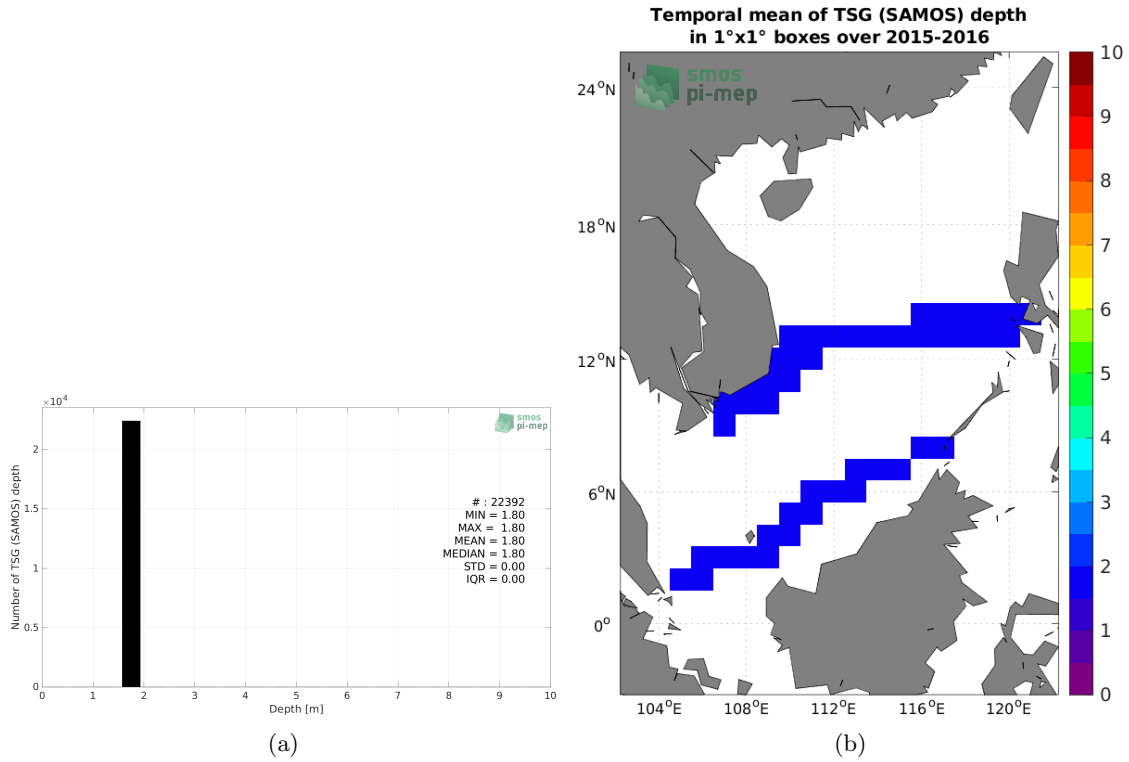 Temporal mean of TSG (SAMOS) depth
in 1°x1° boxes over 2015-2016
smos
pi-mep
24°N
18°N
12°N
6°N
0°
104°E
108°E
112°E
116°E
120°E
10
9
8
7
6
5
4
3
2
1
0
(b)
×10⁴
smos
pi-mep
2
1.5
1
0.5
0
Number of TSG (SAMOS) depth
# : 22392
MIN = 1.80
MAX = 1.80
MEAN = 1.80
MEDIAN = 1.80
STD = 0.00
IQR = 0.00
0 1 2 3 4 5 6 7 8 9 10
Depth [m]
(a)